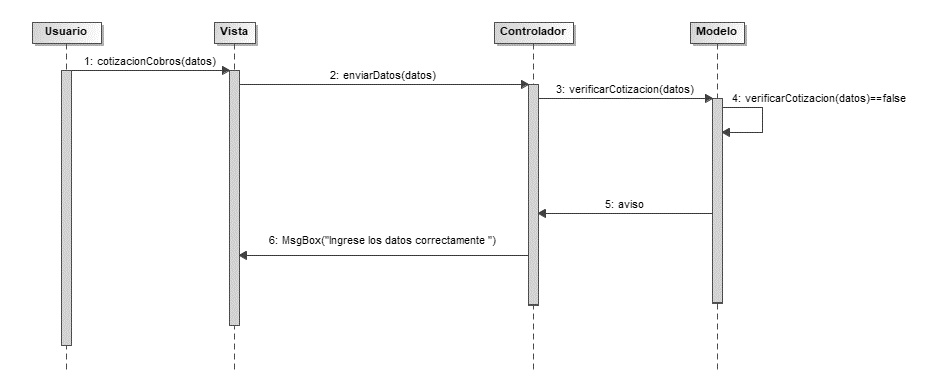 Usuario
Vista
Controlador
Modelo
1: cotizacionCobros(datos)
2: enviarDatos(datos)
3: verificarCotizacion(datos)
4: verificarCotizacion(datos)==false
5: aviso
6: MsgBox("Ingrese los datos correctamente ")